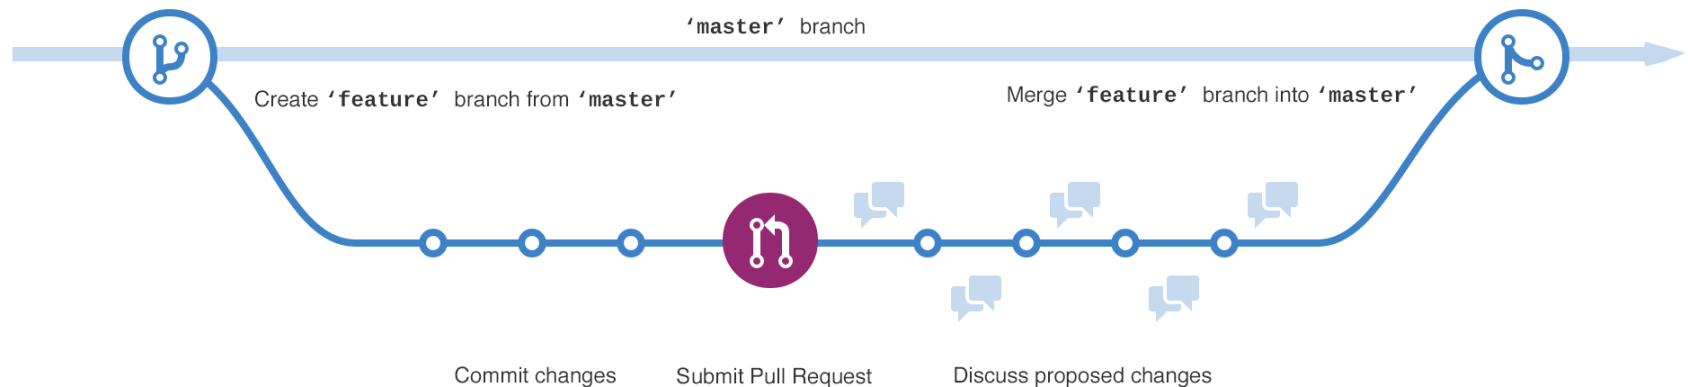 ‘master’ branch
Create ‘feature’ branch from ‘master’
Merge ‘feature’ branch into ‘master’
Commit changes
Submit Pull Request
Discuss proposed changes